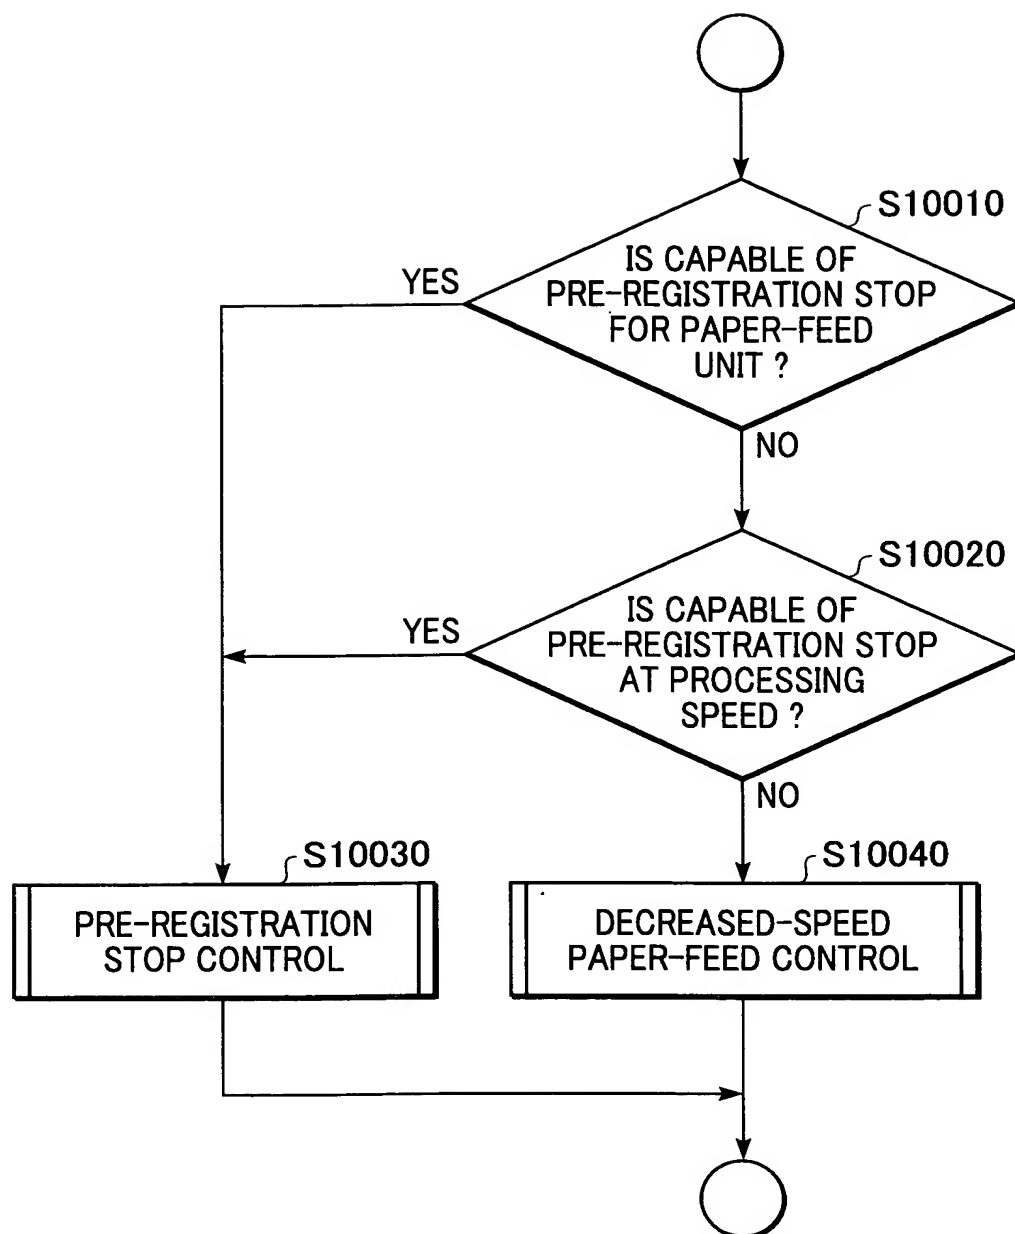 S10010
IS CAPABLE OF
PRE-REGISTRATION STOP
FOR PAPER-FEED
UNIT ?
YES
NO
S10020
IS CAPABLE OF
PRE-REGISTRATION STOP
AT PROCESSING
SPEED ?
YES
NO
S10030
PRE-REGISTRATION
STOP CONTROL
S10040
DECREASED-SPEED
PAPER-FEED CONTROL